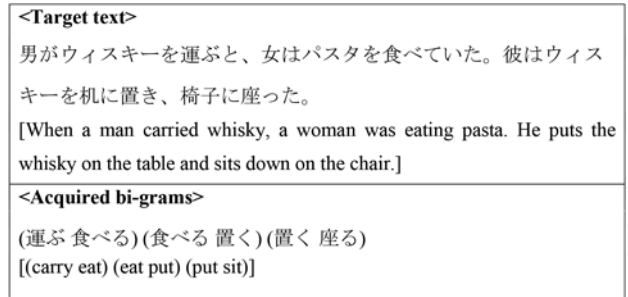 <Target text>
男がウィスキーを運ぶと、女はパスタを食べていた。彼はウィス
キーを机に置き、椅子に座った。
[When a man carried whisky, a woman was eating pasta. He puts the
whisky on the table and sits down on the chair.]
<Acquired bi-grams>
(運ぶ 食べる) (食べる 置く) (置く 座る)
[(carry eat) (eat put) (put sit)]